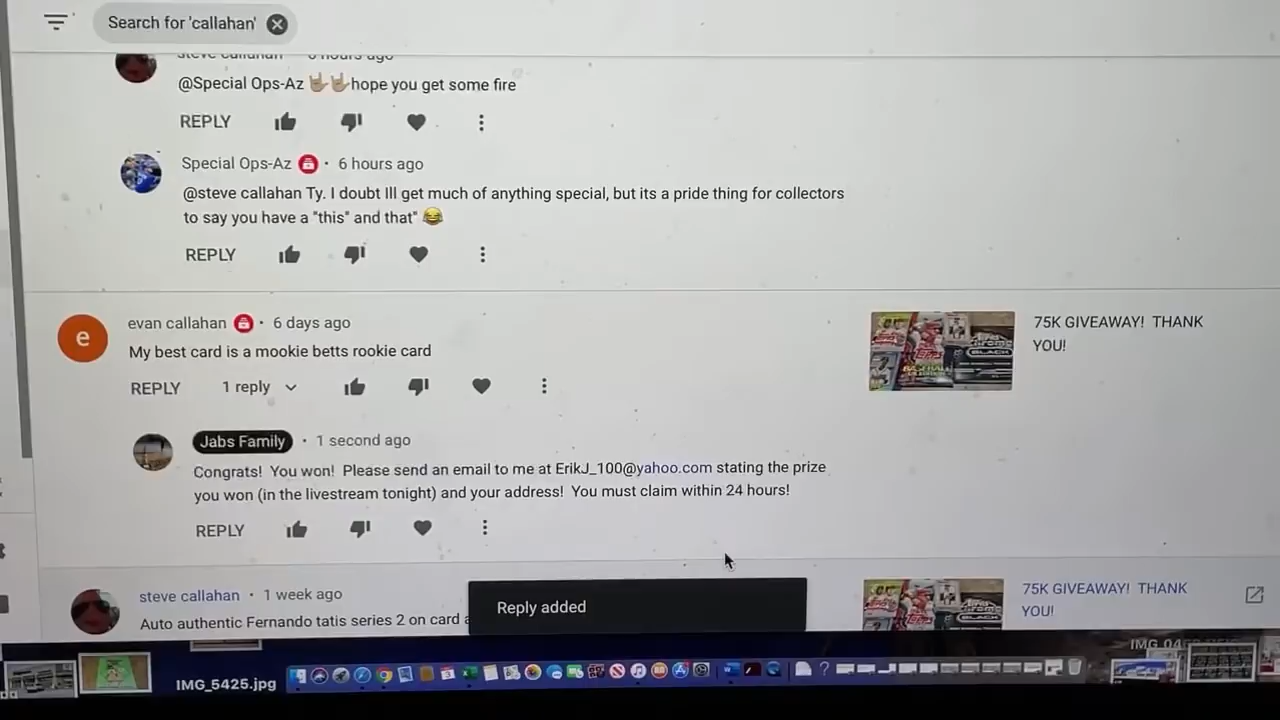 Search for 'callahan'
steve callahan 6 hours ago
@Special Ops-Az 🤟🏼🤟🏼hope you get some fire
REPLY
Special Ops-Az · 6 hours ago
@steve callahan Ty. I doubt Ill get much of anything special, but its a pride thing for collectors
to say you have a "this" and that" 😂
REPLY
e
evan callahan · 6 days ago
My best card is a mookie betts rookie card
REPLY 1 reply
75K GIVEAWAY! THANK
YOU!
Jabs Family · 1 second ago
Congrats! You won! Please send an email to me at ErikJ_100@yahoo.com stating the prize
you won (in the livestream tonight) and your address! You must claim within 24 hours!
REPLY
steve callahan · 1 week ago
Auto authentic Fernando tatis series 2 on card a
75K GIVEAWAY! THANK
YOU!
Reply added
IMG_5425.jpg